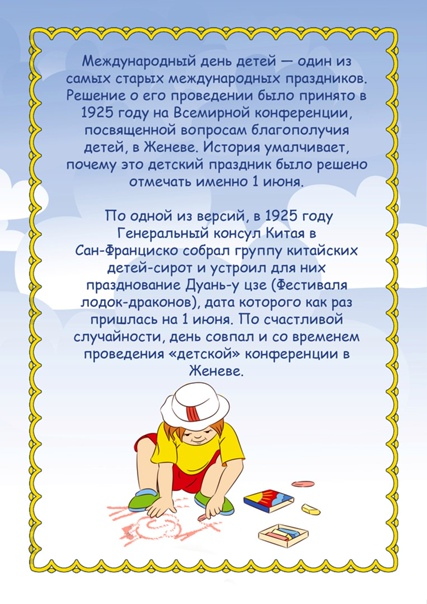 Международный день детей — один из
самых старых международных праздников.
Решение о его проведении было принято в
1925 году на Всемирной конференции,
посвященной вопросам благополучия
детей, в Женеве. История умалчивает,
почему это детский праздник было решено
отмечать именно 1 июня.
По одной из версий, в 1925 году
Генеральный консул Китая в
Сан-Франциско собрал группу китайских
детей-сирот и устроил для них
празднование Дуань-у цзе (Фестиваля
лодок-драконов), дата которого как раз
пришлась на 1 июня. По счастливой
случайности, день совпал и со временем
проведения «детской» конференции в
Женеве.